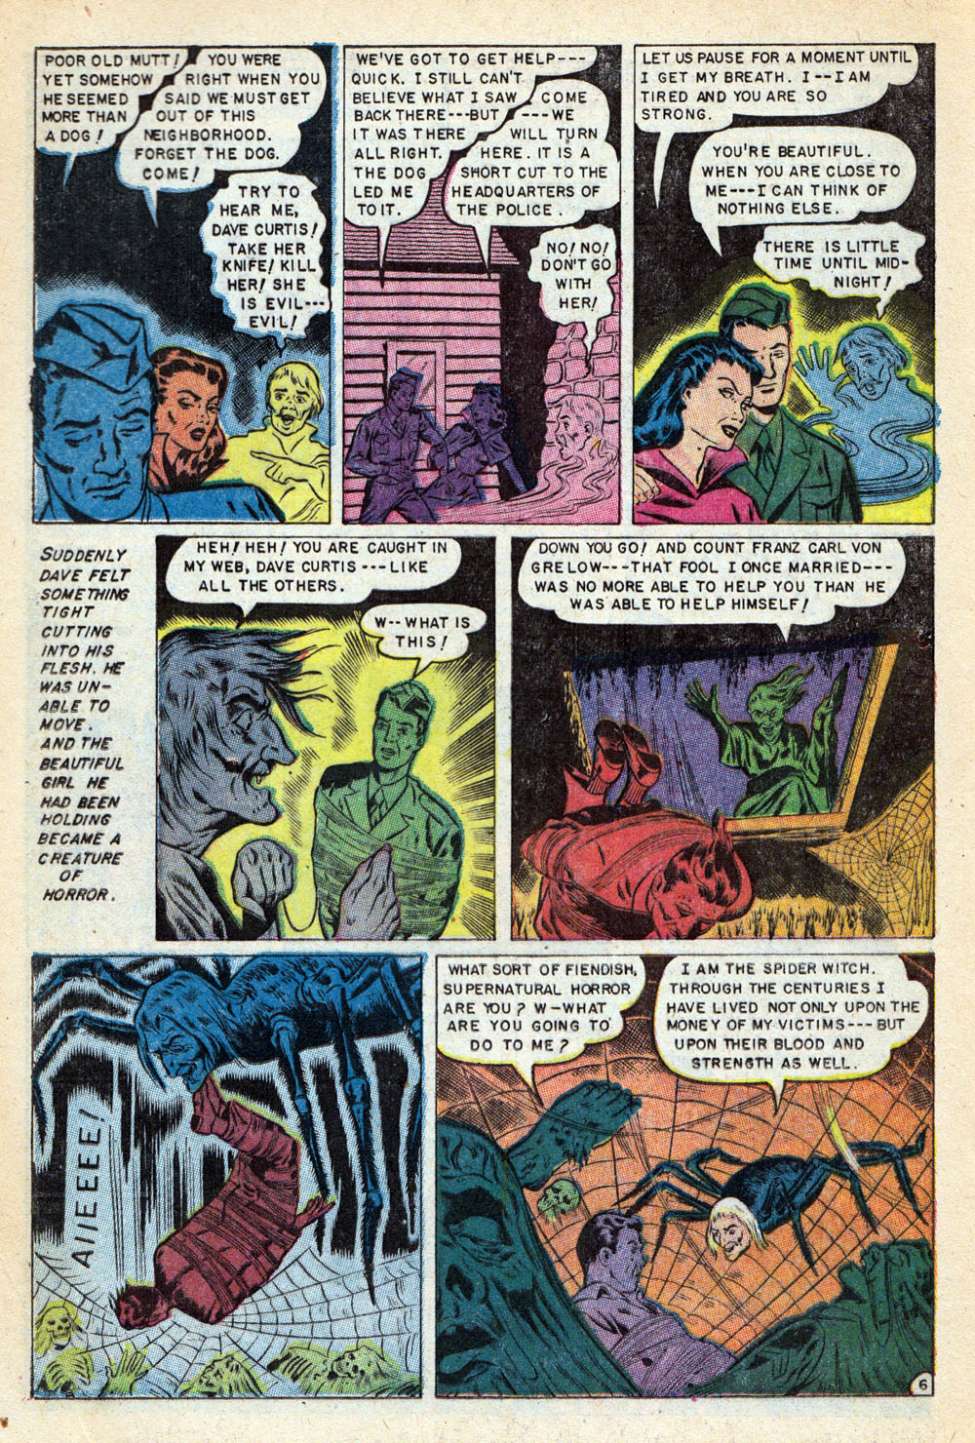 POOR OLD MUTT!
YET SOMEHOW
HE SEEMED
MORE THAN
A DOG!
YOU WERE
RIGHT WHEN YOU
SAID WE MUST GET
OUT OF THIS
NEIGHBORHOOD.
FORGET THE DOG.
COME!
TRY TO
HEAR ME,
DAVE CURTIS!
TAKE HER
KNIFE! KILL
HER! SHE
IS EVIL---
EVIL!
WE'VE GOT TO GET HELP---
QUICK. I STILL CAN'T
BELIEVE WHAT I SAW
BACK THERE---BUT
IT WAS THERE
ALL RIGHT.
THE DOG
LED ME
TO IT.
COME
----WE
WILL TURN
HERE. IT IS A
SHORT CUT TO THE
HEADQUARTERS OF
THE POLICE.
NO! NO!
DON'T GO
WITH
HER!
LET US PAUSE FOR A MOMENT UNTIL
I GET MY BREATH. I--I AM
TIRED AND YOU ARE SO
STRONG.
YOU'RE BEAUTIFUL.
WHEN YOU ARE CLOSE TO
ME---I CAN THINK OF
NOTHING ELSE.
THERE IS LITTLE
TIME UNTIL MID-
NIGHT!
SUDDENLY
DAVE FELT
SOMETHING
TIGHT
CUTTING
INTO HIS
FLESH. HE
WAS UN-
ABLE TO
MOVE.
AND THE
BEAUTIFUL
GIRL HE
HAD BEEN
HOLDING
BECAME A
CREATURE
OF
HORROR.
HEH! HEH! YOU ARE CAUGHT IN
MY WEB, DAVE CURTIS---LIKE
ALL THE OTHERS.
W--WHAT IS
THIS!
DOWN YOU GO! AND COUNT FRANZ CARL VON
GRELOW---THAT FOOL I ONCE MARRIED---
WAS NO MORE ABLE TO HELP YOU THAN HE
WAS ABLE TO HELP HIMSELF!
AIIEEEE!
WHAT SORT OF FIENDISH,
SUPERNATURAL HORROR
ARE YOU? W-WHAT
ARE YOU GOING TO
DO TO ME?
I AM THE SPIDER WITCH.
THROUGH THE CENTURIES I
HAVE LIVED NOT ONLY UPON THE
MONEY OF MY VICTIMS---BUT
UPON THEIR BLOOD AND
STRENGTH AS WELL.
6